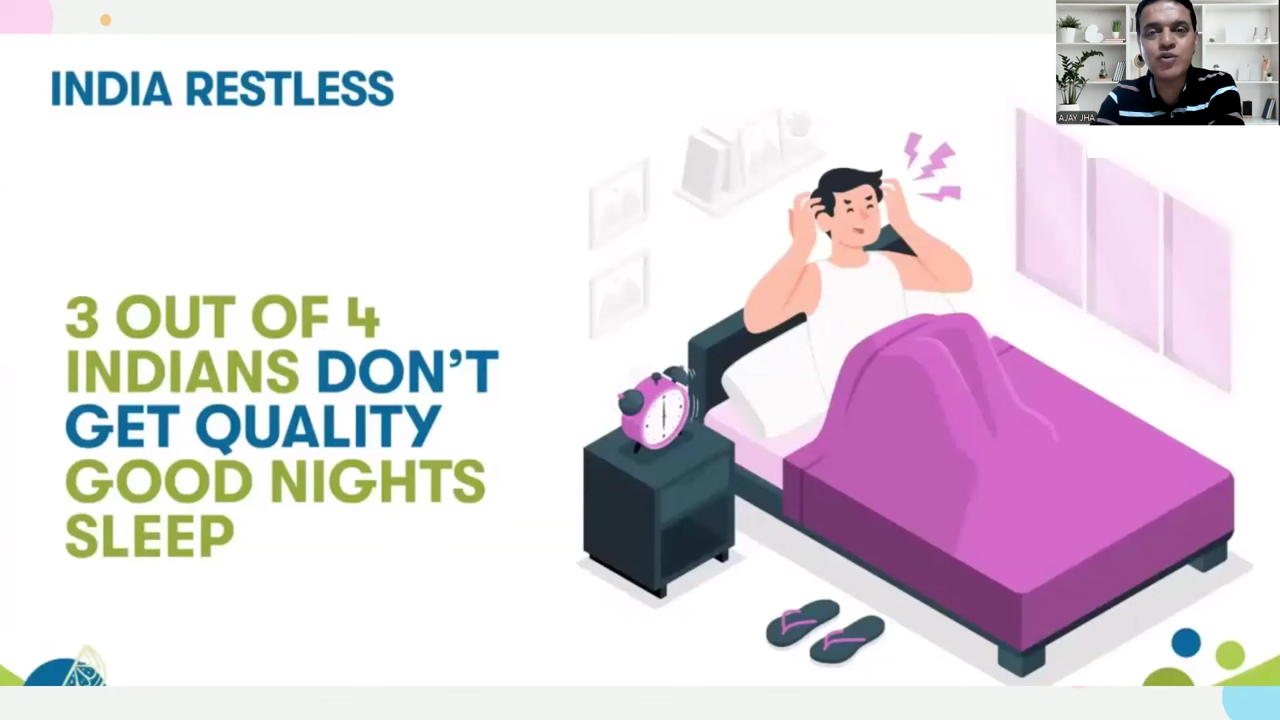 INDIA RESTLESS
3 OUT OF 4
INDIANS DON'T
GET QUALITY
GOOD NIGHTS
SLEEP
AJAY JHA